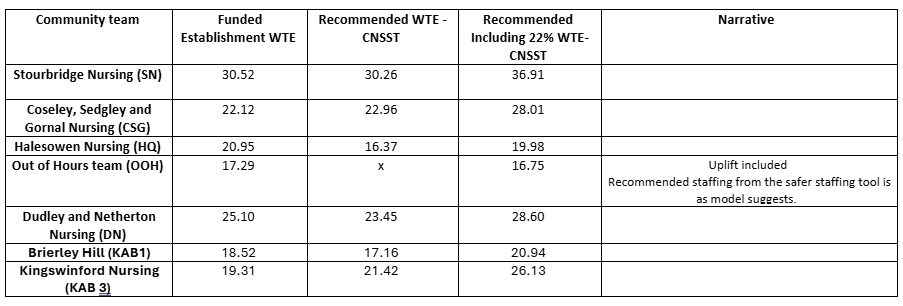 Community team
Funded
Establishment WTE
Recommended WTE -
CNSST
Recommended
Including 22% WTE-
CNSST
Narrative
Stourbridge Nursing (SN)
30.52
30.26
36.91
Coseley, Sedgley and
Gornal Nursing (CSG)
22.12
22.96
28.01
Halesowen Nursing (HQ)
20.95
16.37
19.98
Out of Hours team (OOH)
17.29
x
16.75
Uplift included
Recommended staffing from the safer staffing tool is
as model suggests.
Dudley and Netherton
Nursing (DN)
25.10
23.45
28.60
Brierley Hill (KAB1)
18.52
17.16
20.94
Kingswinford Nursing
(KAB 3)
19.31
21.42
26.13